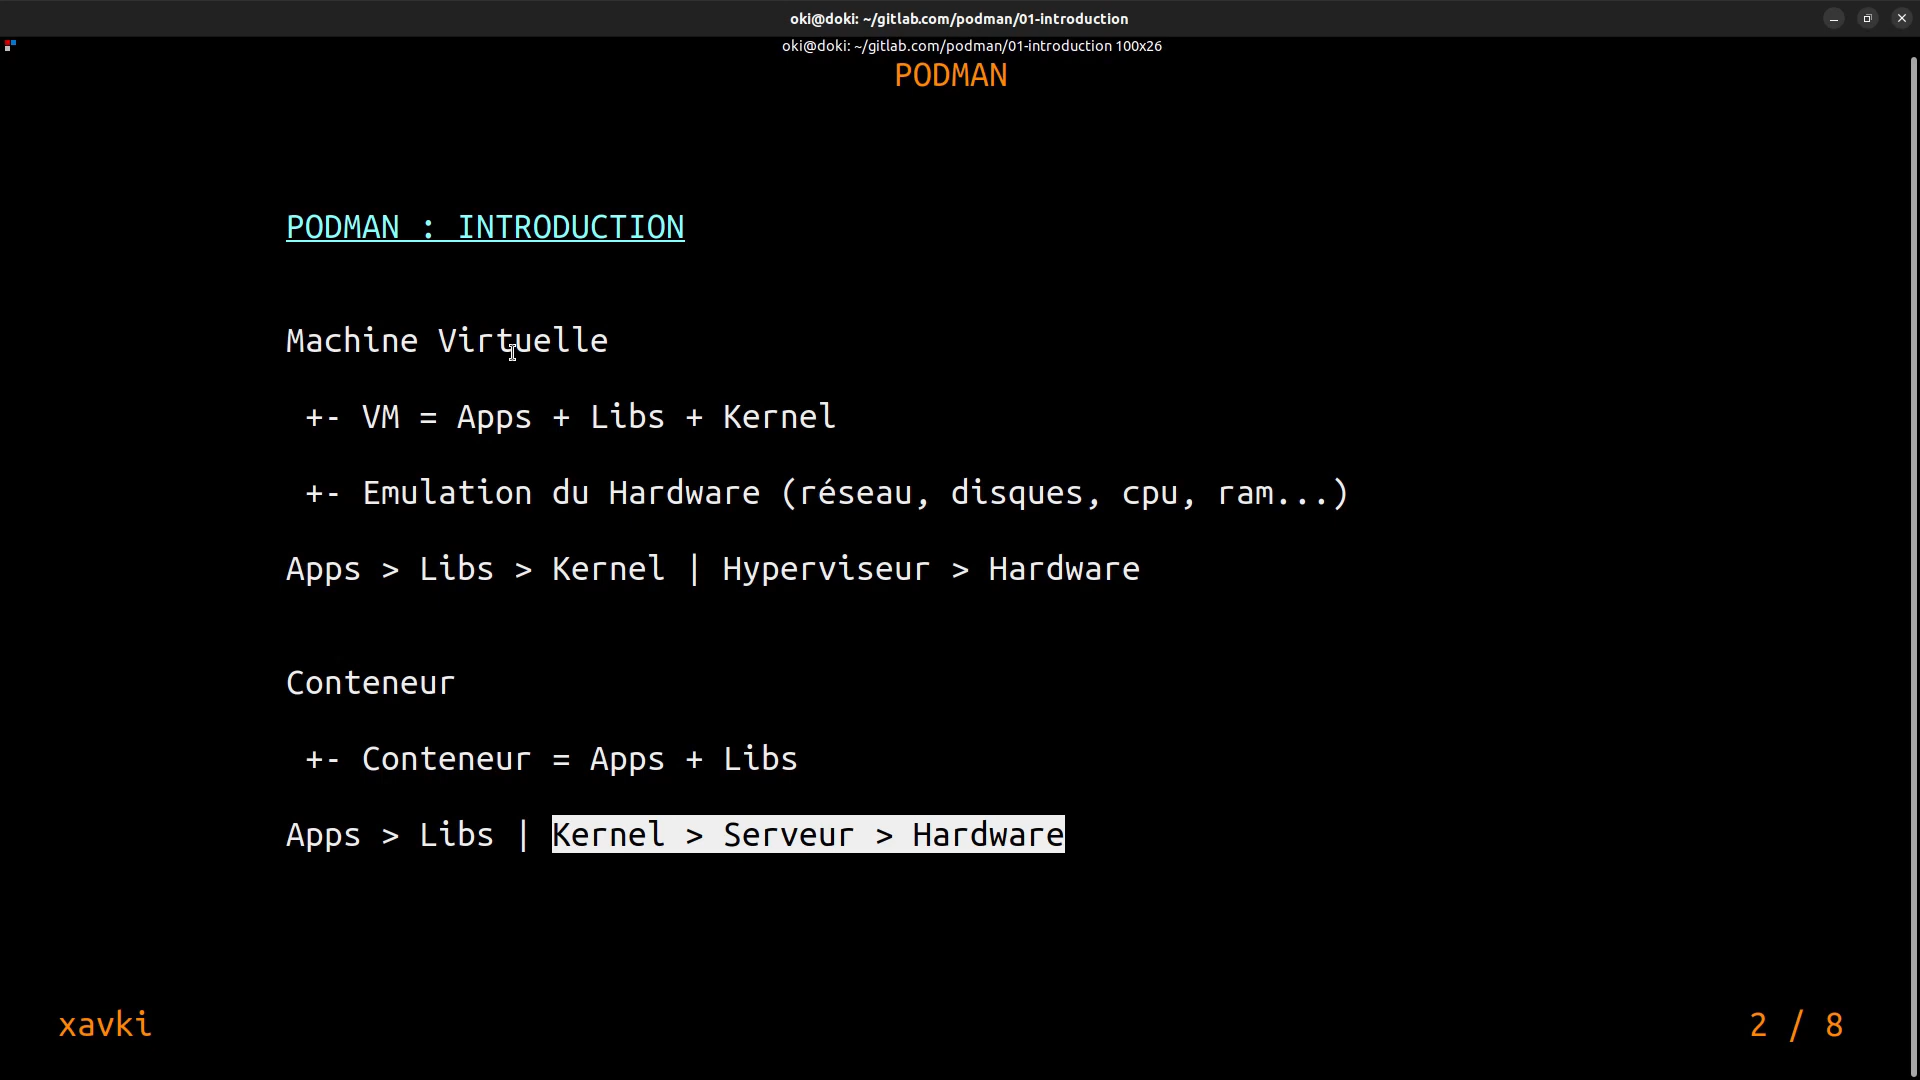 oki@doki: ~/gitlab.com/podman/01-introduction
oki@doki: ~/gitlab.com/podman/01-introduction 100x26
PODMAN
PODMAN : INTRODUCTION
Machine Virtuelle
+- VM = Apps + Libs + Kernel
+- Emulation du Hardware (réseau, disques, cpu, ram...)
Apps > Libs > Kernel | Hyperviseur > Hardware
Conteneur
+- Conteneur = Apps + Libs
Apps > Libs | Kernel > Serveur > Hardware
xavki
2 / 8